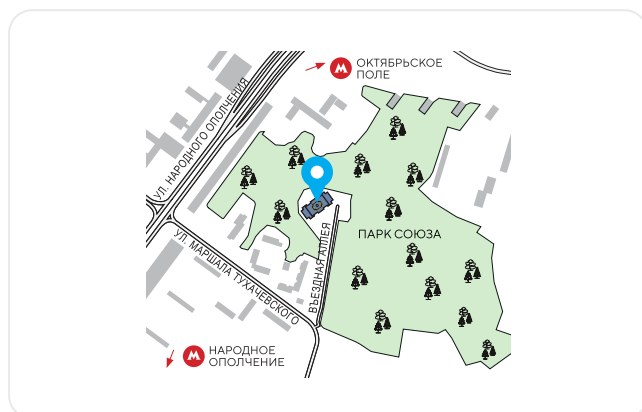 М ОКТЯБРЬСКОЕ
ПОЛЕ
УЛ. НАРОДНОГО ОПОЛЧЕНИЯ
ПАРК СОЮЗА
ВЪЕЗДНАЯ АЛЛЕЯ
УЛ. МАРШАЛА ТУХАЧЕВСКОГО
М НАРОДНОЕ
ОПОЛЧЕНИЕ